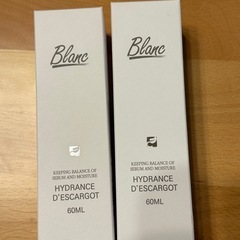 Blanc
KEEPING BALANCE OF
SEBUM AND MOISTURE
HYDRANCE
D'ESCARGOT
60ML
Blanc
KEEPING BALANCE OF
SEBUM AND MOISTURE
HYDRANCE
D'ESCARGOT
60ML